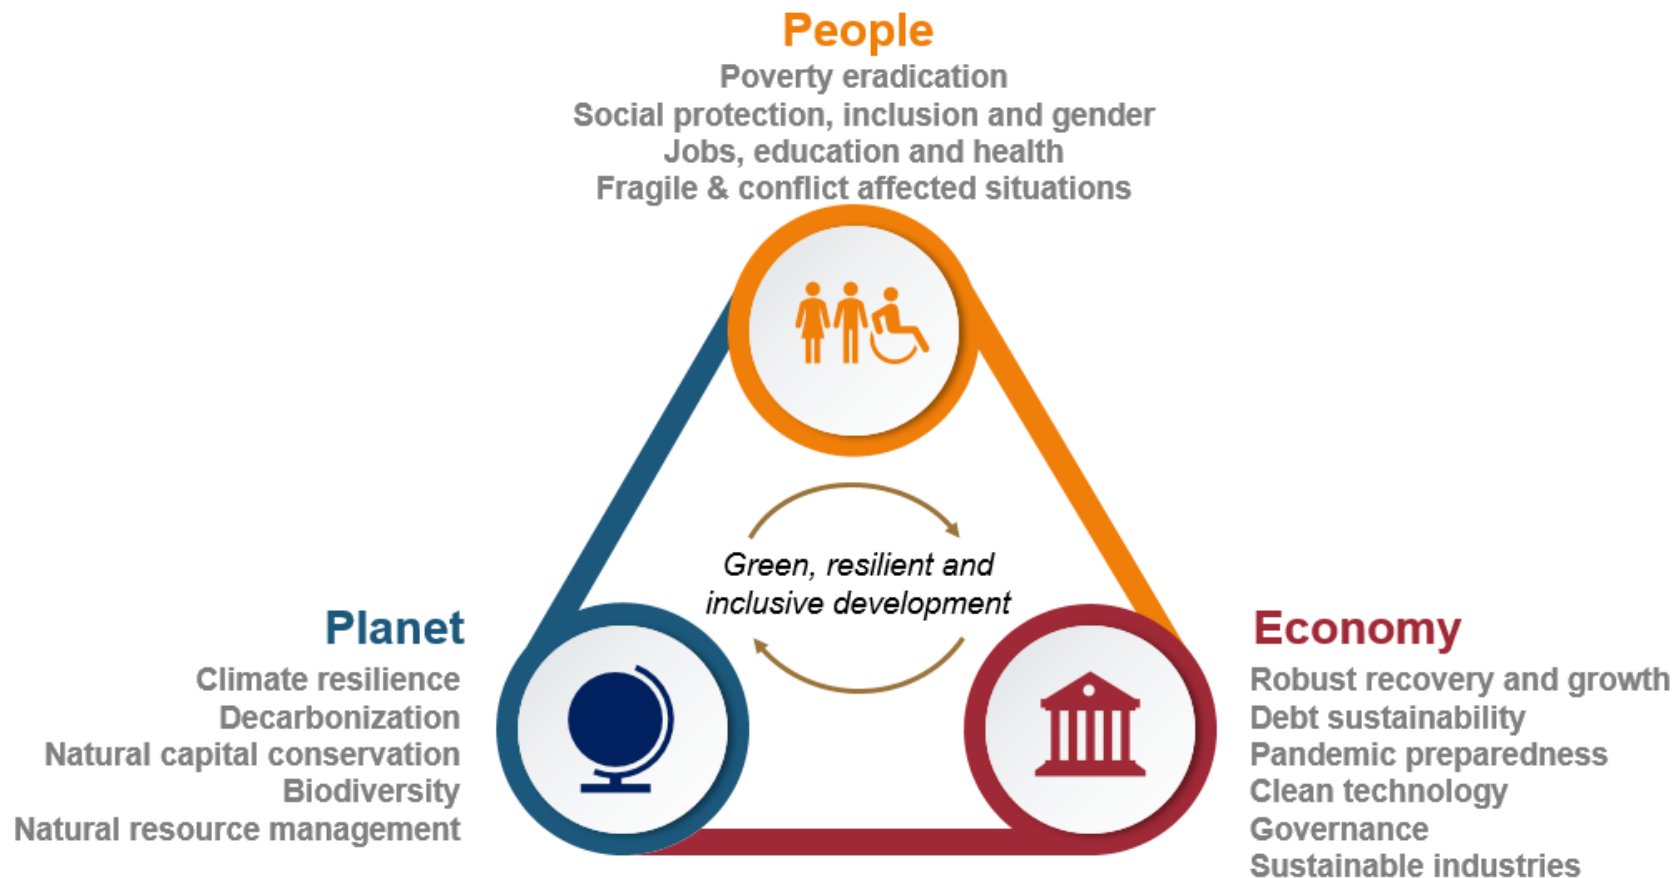 People
Poverty eradication
Social protection, inclusion and gender
Jobs, education and health
Fragile & conflict affected situations
Green, resilient and
inclusive development
Planet
Climate resilience
Decarbonization
Natural capital conservation
Biodiversity
Natural resource management
Economy
Robust recovery and growth
Debt sustainability
Pandemic preparedness
Clean technology
Governance
Sustainable industries